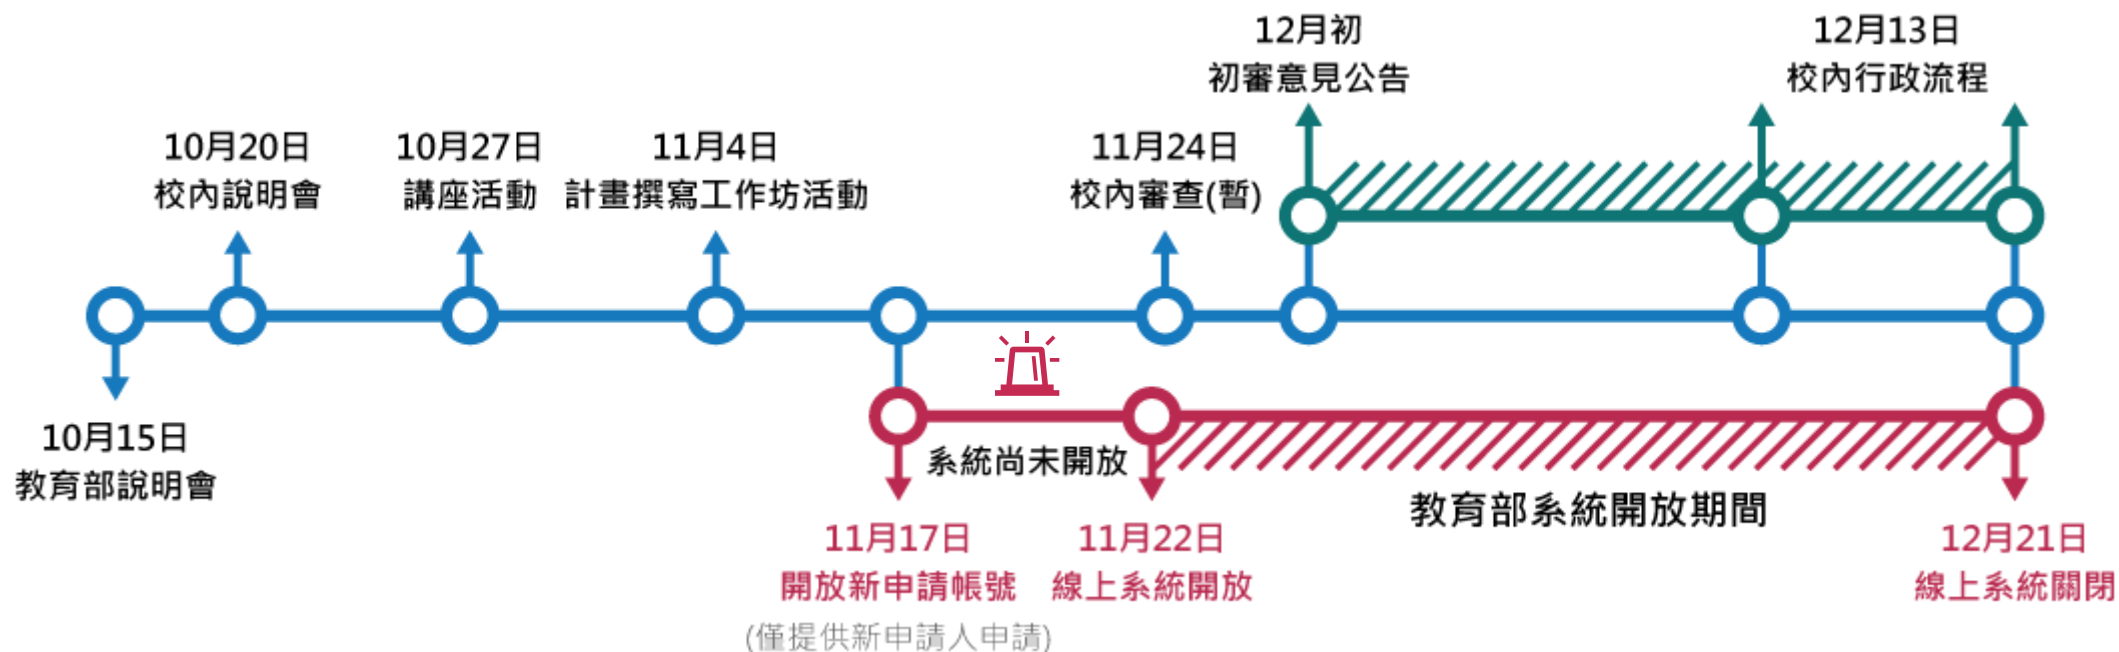 12月初
初審意見公告
12月13日
校內行政流程
10月20日
校內說明會
10月27日
講座活動
11月4日
計畫撰寫工作坊活動
11月24日
校內審查(暫)
10月15日
教育部說明會
系統尚未開放
教育部系統開放期間
11月17日
開放新申請帳號
(僅提供新申請人申請)
11月22日
線上系統開放
12月21日
線上系統關閉